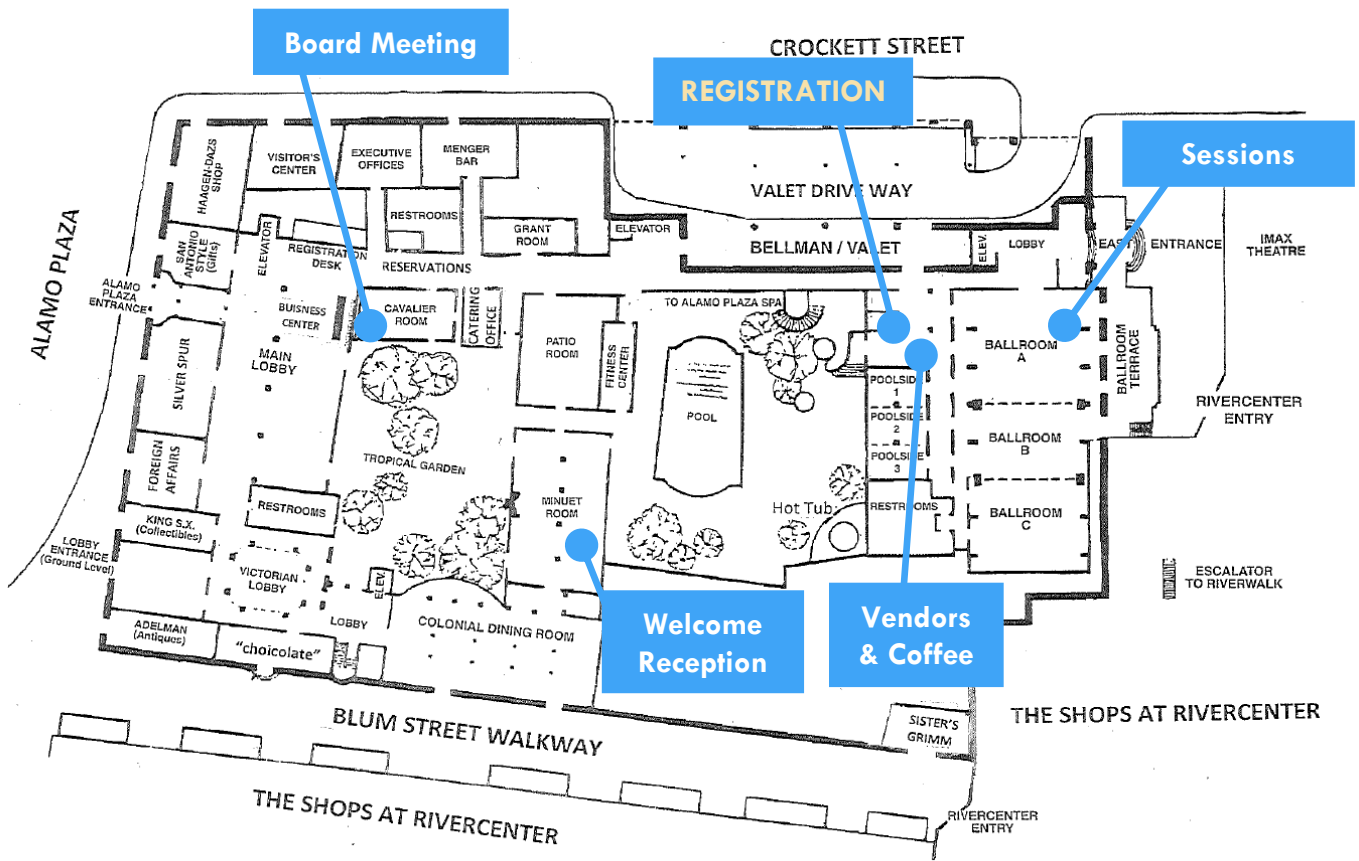 Board Meeting
CROCKETT STREET
REGISTRATION
Sessions
HAAGEN-DAZS
SHOP
VISITOR'S
CENTER
EXECUTIVE
OFFICES
MENGER
BAR
VALET DRIVE WAY
RESTROOMS
GRANT
ROOM
ELEVATOR
BELLMAN / VALET
ELEV.
LOBBY
EAST
ENTRANCE
IMAX
THEATRE
ALAMO PLAZA
SAN
ANTONIO
STYLE
(Gifts)
ELEVATOR
REGISTRATION
DESK
RESERVATIONS
ALAMO
PLAZA
ENTRANCE
BUISNESS
CENTER
CAVALIER
ROOM
CATERING
OFFICE
TO ALAMO PLAZA SPA
PATIO
ROOM
FITNESS
CENTER
BALLROOM
A
BALLROOM
TERRACE
MAIN
LOBBY
SILVER SPUR
POOL
POOLSIDE
1
POOLSIDE
2
POOLSIDE
3
RIVERCENTER
ENTRY
BALLROOM
B
FOREIGN
AFFAIRS
TROPICAL GARDEN
MINUET
ROOM
Hot Tub
RESTROOMS
BALLROOM
C
RESTROOMS
KING S.X.
(Collectibles)
LOBBY
ENTRANCE
(Ground Level)
VICTORIAN
LOBBY
ELEV.
ESCALATOR
TO RIVERWALK
ADELMAN
(Antiques)
"choicolate"
LOBBY
COLONIAL DINING ROOM
Welcome
Reception
Vendors
& Coffee
SISTER'S
GRIMM
THE SHOPS AT RIVERCENTER
BLUM STREET WALKWAY
THE SHOPS AT RIVERCENTER
RIVERCENTER
ENTRY